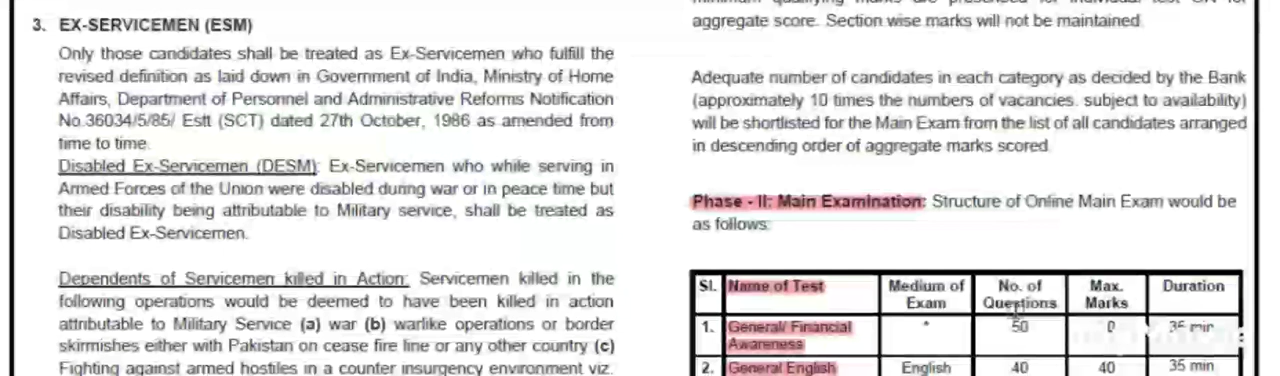 3. EX-SERVICEMEN (ESM)
Only those candidates shall be treated as Ex-Servicemen who fulfill the
revised definition as laid down in Government of India, Ministry of Home
Affairs, Department of Personnel and Administrative Reforms Notification
No.36034/5/85/ Estt (SCT) dated 27th October, 1986 as amended from
time to time.
Disabled Ex-Servicemen (DESM): Ex-Servicemen who while serving in
Armed Forces of the Union were disabled during war or in peace time but
their disability being attributable to Military service, shall be treated as
Disabled Ex-Servicemen.
Dependents of Servicemen killed in Action: Servicemen killed in the
following operations would be deemed to have been killed in action
attributable to Military Service (a) war (b) warlike operations or border
skirmishes either with Pakistan on cease fire line or any other country (c)
Fighting against armed hostiles in a counter insurgency environment viz.
aggregate score. Section wise marks will not be maintained.
Adequate number of candidates in each category as decided by the Bank
(approximately 10 times the numbers of vacancies. subject to availability)
will be shortlisted for the Main Exam from the list of all candidates arranged
in descending order of aggregate marks scored.
Phase - II: Main Examination: Structure of Online Main Exam would be
as follows:
Sl. Name of Test Medium of Exam No. of Questions Max. Marks Duration
1. General/ Financial Awareness * 50 35 min
2. General English English 40 40 35 min